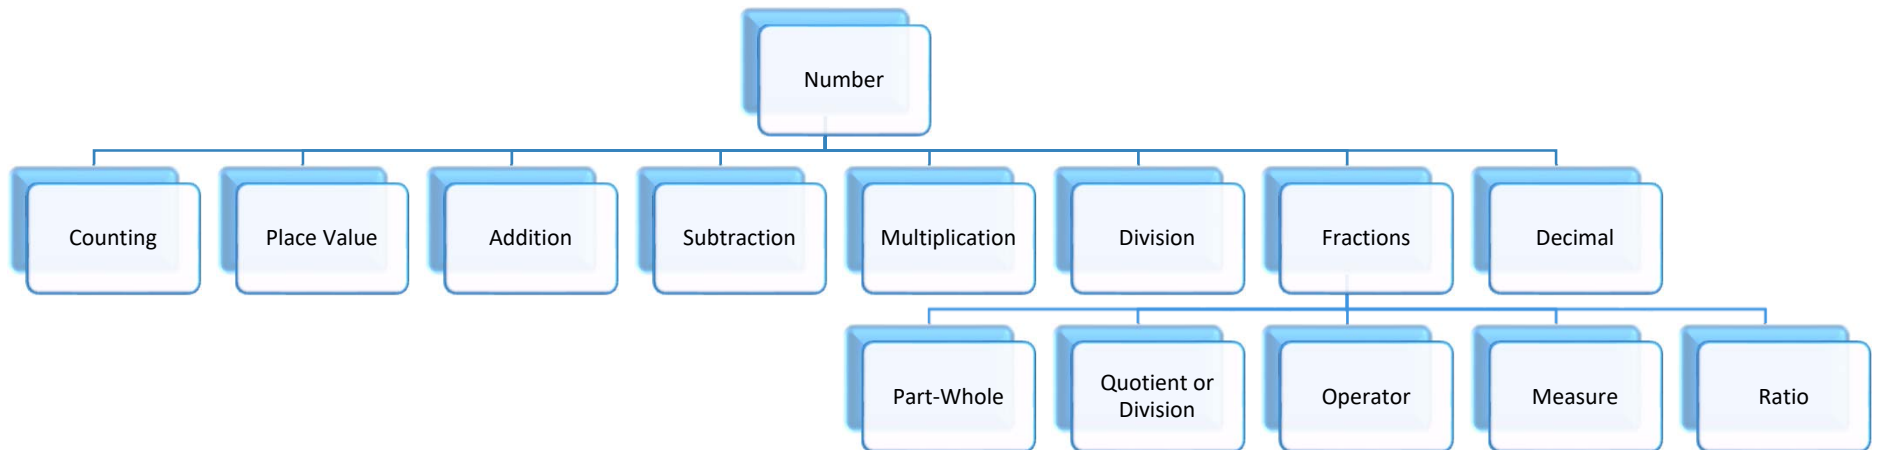 Number
Counting
Place Value
Addition
Subtraction
Multiplication
Division
Fractions
Decimal
Part-Whole
Quotient or
Division
Operator
Measure
Ratio